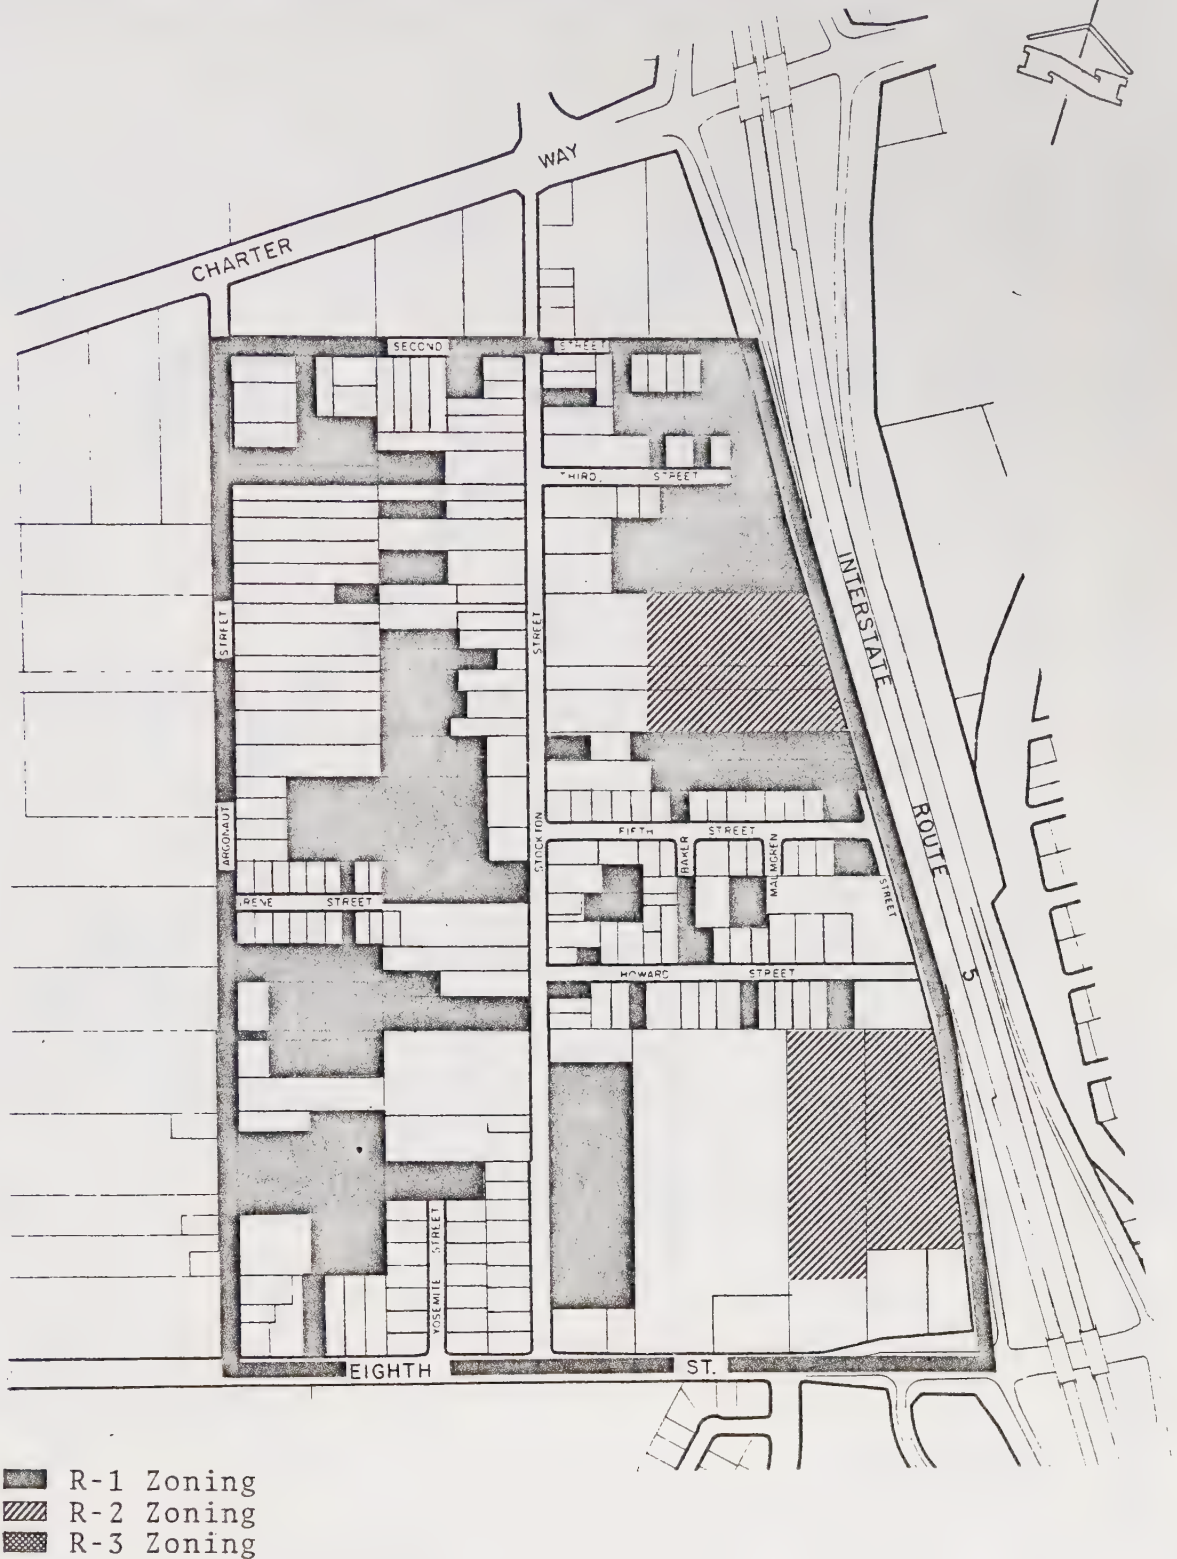 CHARTER
WAY
SECOND
STREET
THIRD
STREET
INTERSTATE
ROUTE
5
STREET
ARGONAUT
STREET
STOCKTON
FIFTH
STREET
BAKER
MALMGREN
STREET
IRENE
STREET
HOWARD
STREET
YOSEMITE
STREET
EIGHTH
ST.
R-1 Zoning
R-2 Zoning
R-3 Zoning